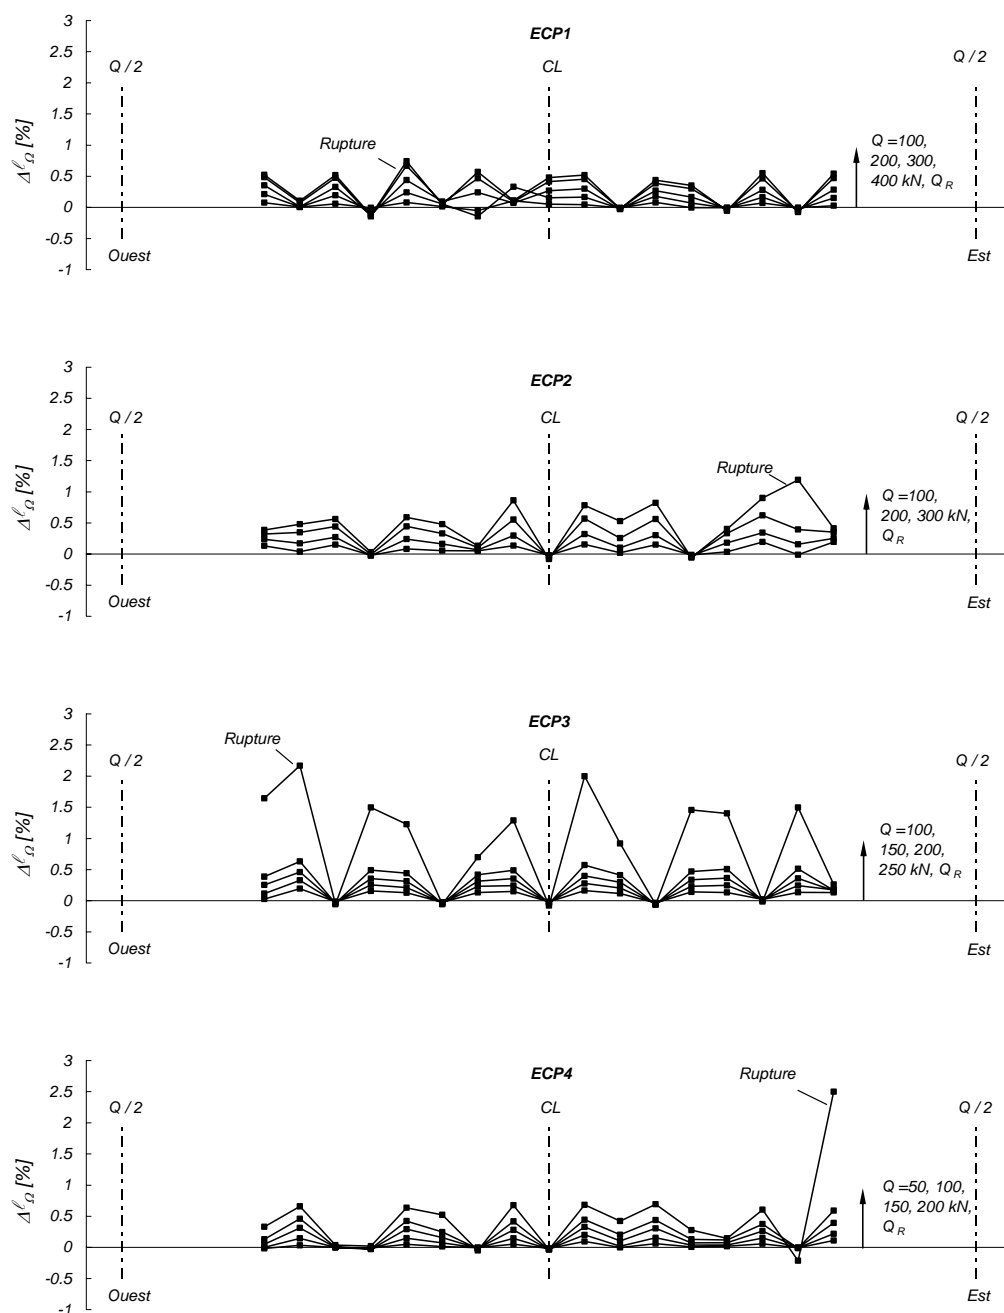 ECP1
3
2.5
2
1.5
1
0.5
0
-0.5
-1
Δℓ_Ω [%]
Q / 2
CL
Q / 2
Rupture
Q =100,
200, 300,
400 kN, Q_R
Ouest
Est
ECP2
3
2.5
2
1.5
1
0.5
0
-0.5
-1
Δℓ_Ω [%]
Q / 2
CL
Q / 2
Rupture
Q =100,
200, 300 kN,
Q_R
Ouest
Est
ECP3
3
2.5
2
1.5
1
0.5
0
-0.5
-1
Δℓ_Ω [%]
Q / 2
CL
Q / 2
Rupture
Q =100,
150, 200,
250 kN, Q_R
Ouest
Est
ECP4
3
2.5
2
1.5
1
0.5
0
-0.5
-1
Δℓ_Ω [%]
Q / 2
CL
Q / 2
Rupture
Q =50, 100,
150, 200 kN,
Q_R
Ouest
Est